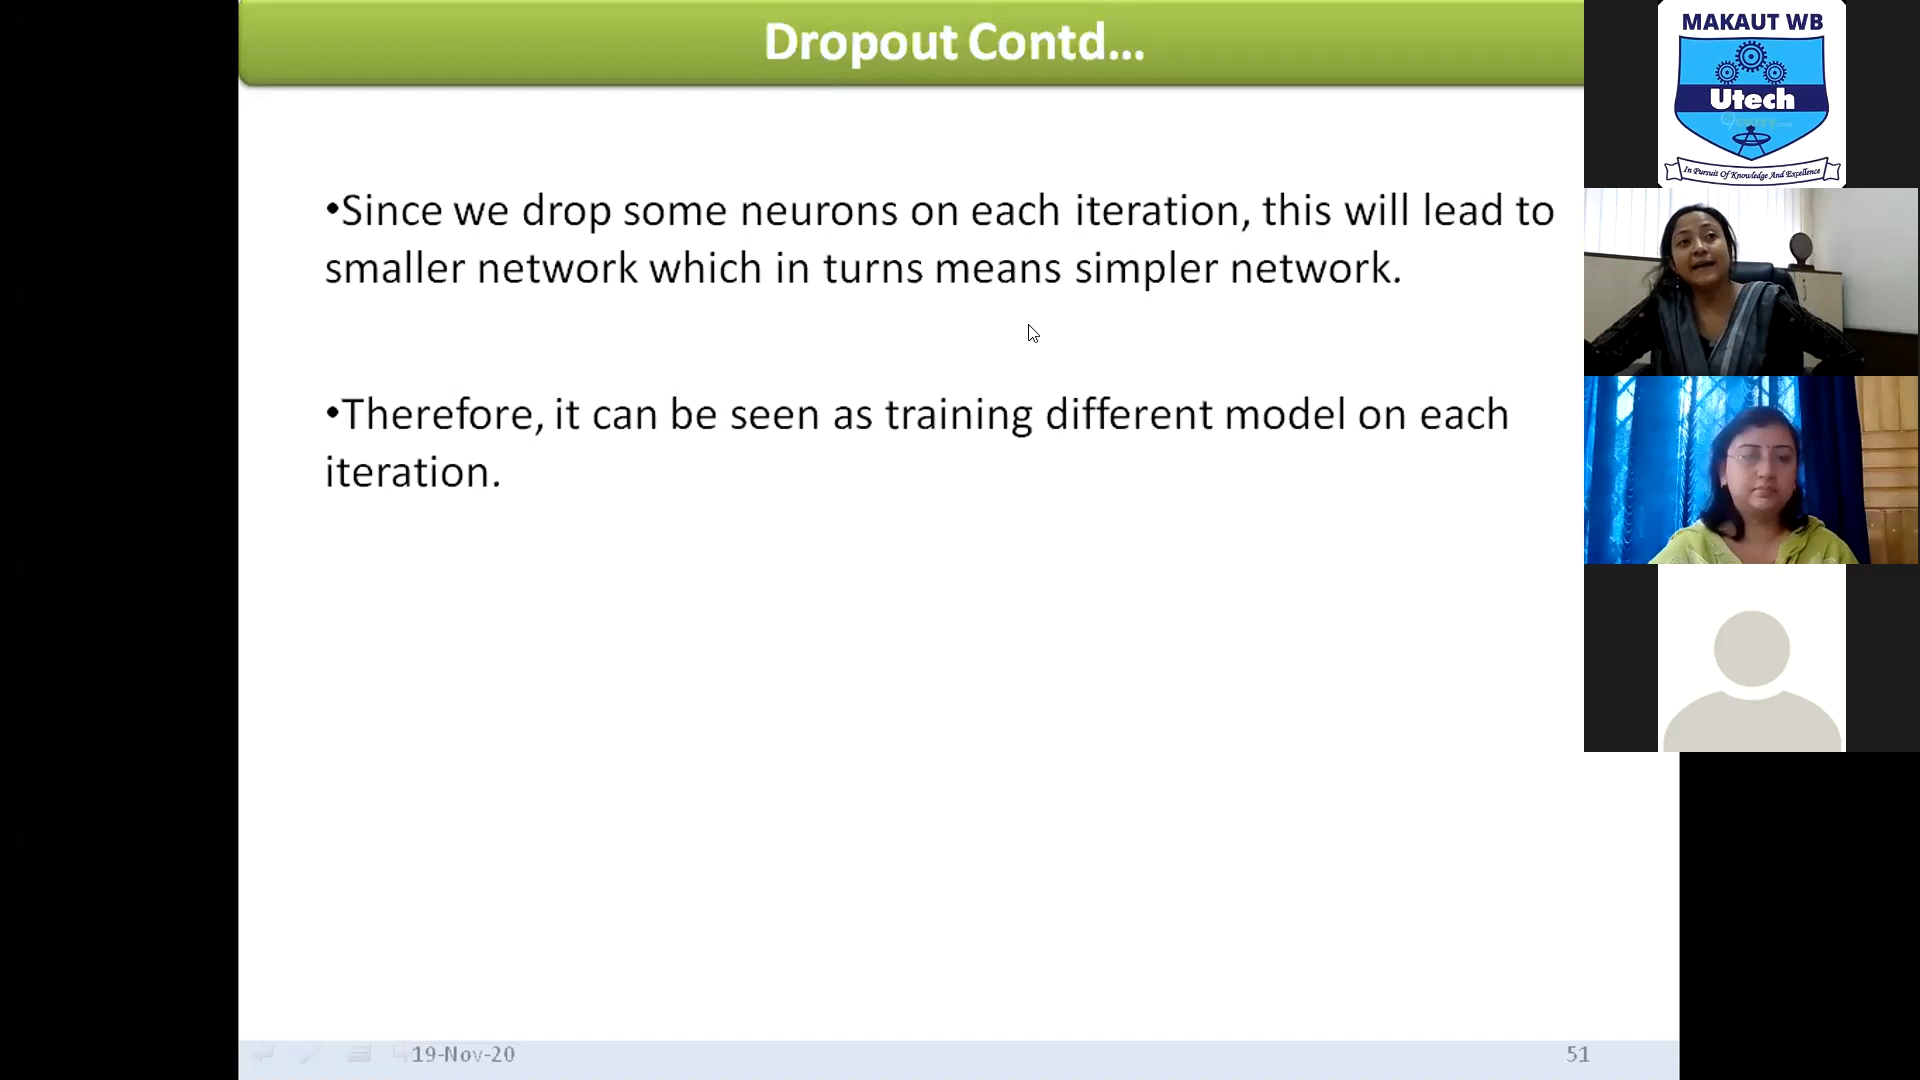 Dropout Contd...
•Since we drop some neurons on each iteration, this will lead to
smaller network which in turns means simpler network.
•Therefore, it can be seen as training different model on each
iteration.
19-Nov-20
51
MAKAUT WB
Utech
In Pursuit Of Knowledge And Excellence